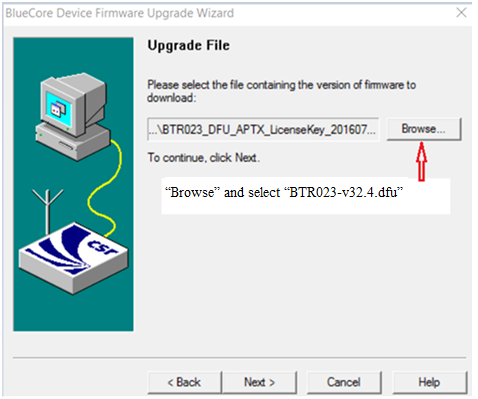 BlueCore Device Firmware Upgrade Wizard
Upgrade File
Please select the file containing the version of firmware to
download:
...\BTR023_DFU_APTX_LicenseKey_201607...
Browse...
To continue, click Next.
“Browse” and select “BTR023-v32.4.dfu”
CSR
< Back
Next >
Cancel
Help